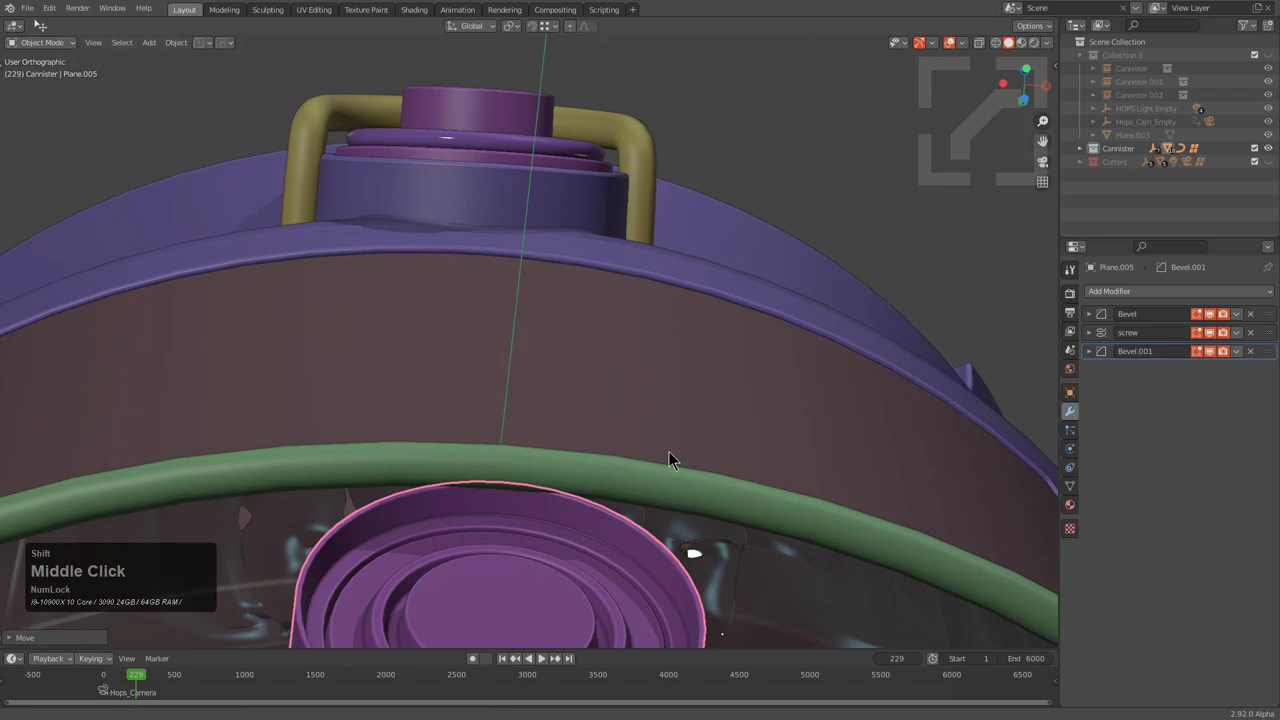 File Edit Render Window Help
Layout Modeling Sculpting UV Editing Texture Paint Shading Animation Rendering Compositing Scripting +
Scene
View Layer
Global
Options
Object Mode View Select Add Object
User Orthographic
(229) Cannister | Plane.005
Scene Collection
Collection 3
Cannister
Cannister.001
Cannister.002
HOPS Light Empty
Hops_Cam_Empty
Plane.003
Cannister
Cutters
Plane.005 Bevel.001
Add Modifier
Bevel
screw
Bevel.001
Shift
Middle Click
NumLock
i9-10900X 10 Core / 3090 24GB / 64GB RAM /
Move
Playback Keying View Marker
229 Start 1 End 6000
-500 0 229 500 1000 1500 2000 2500 3000 3500 4000 4500 5000 5500 6000 6500
Hops_Camera
2.92.0 Alpha